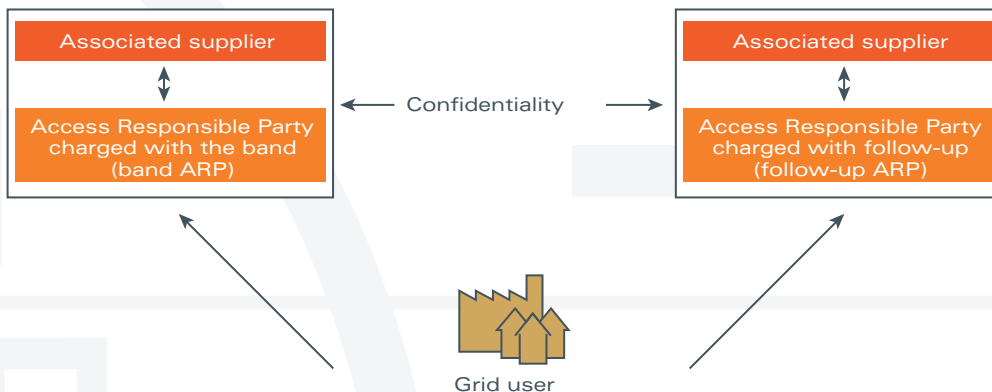 Associated supplier
Access Responsible Party
charged with the band
(band ARP)
Confidentiality
Associated supplier
Access Responsible Party
charged with follow-up
(follow-up ARP)
Grid user